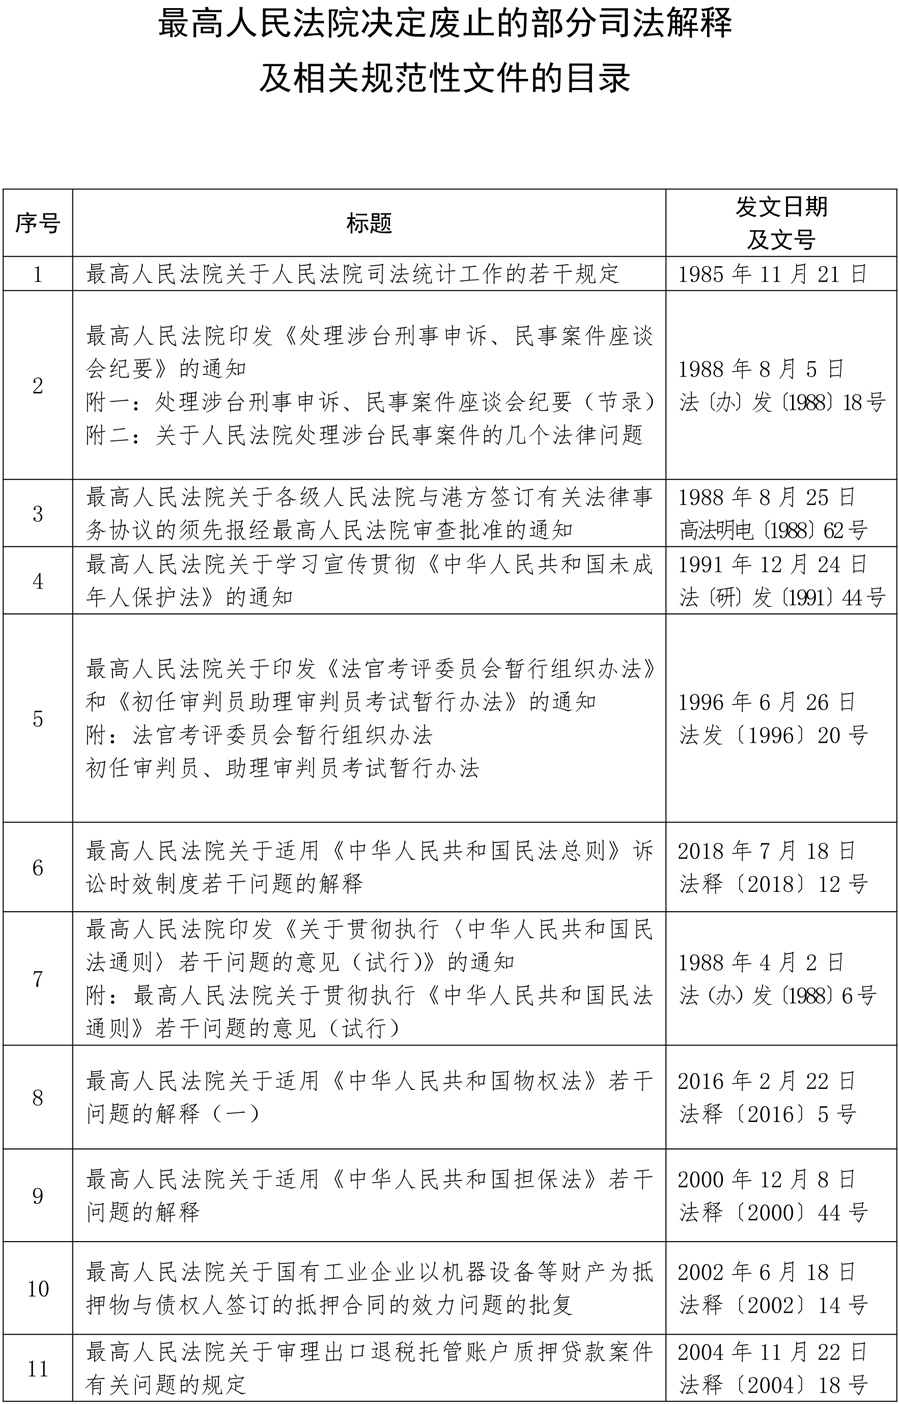 最高人民法院决定废止的部分司法解释
及相关规范性文件的目录
序号
标题
发文日期
及文号
1
最高人民法院关于人民法院司法统计工作的若干规定
1985 年 11 月 21 日
2
最高人民法院印发《处理涉台刑事申诉、民事案件座谈
会纪要》的通知
附一：处理涉台刑事申诉、民事案件座谈会纪要（节录）
附二：关于人民法院处理涉台民事案件的几个法律问题
1988 年 8 月 5 日
法〔办〕发〔1988〕18 号
3
最高人民法院关于各级人民法院与港方签订有关法律事
务协议的须先报经最高人民法院审查批准的通知
1988 年 8 月 25 日
高法明电〔1988〕62 号
4
最高人民法院关于学习宣传贯彻《中华人民共和国未成
年人保护法》的通知
1991 年 12 月 24 日
法〔研〕发〔1991〕44 号
5
最高人民法院关于印发《法官考评委员会暂行组织办法》
和《初任审判员助理审判员考试暂行办法》的通知
附：法官考评委员会暂行组织办法
初任审判员、助理审判员考试暂行办法
1996 年 6 月 26 日
法发〔1996〕20 号
6
最高人民法院关于适用《中华人民共和国民法总则》诉
讼时效制度若干问题的解释
2018 年 7 月 18 日
法释〔2018〕12 号
7
最高人民法院印发《关于贯彻执行〈中华人民共和国民
法通则〉若干问题的意见（试行）》的通知
附：最高人民法院关于贯彻执行《中华人民共和国民法
通则》若干问题的意见（试行）
1988 年 4 月 2 日
法（办）发〔1988〕6 号
8
最高人民法院关于适用《中华人民共和国物权法》若干
问题的解释（一）
2016 年 2 月 22 日
法释〔2016〕5 号
9
最高人民法院关于适用《中华人民共和国担保法》若干
问题的解释
2000 年 12 月 8 日
法释〔2000〕44 号
10
最高人民法院关于国有工业企业以机器设备等财产为抵
押物与债权人签订的抵押合同的效力问题的批复
2002 年 6 月 18 日
法释〔2002〕14 号
11
最高人民法院关于审理出口退税托管账户质押贷款案件
有关问题的规定
2004 年 11 月 22 日
法释〔2004〕18 号